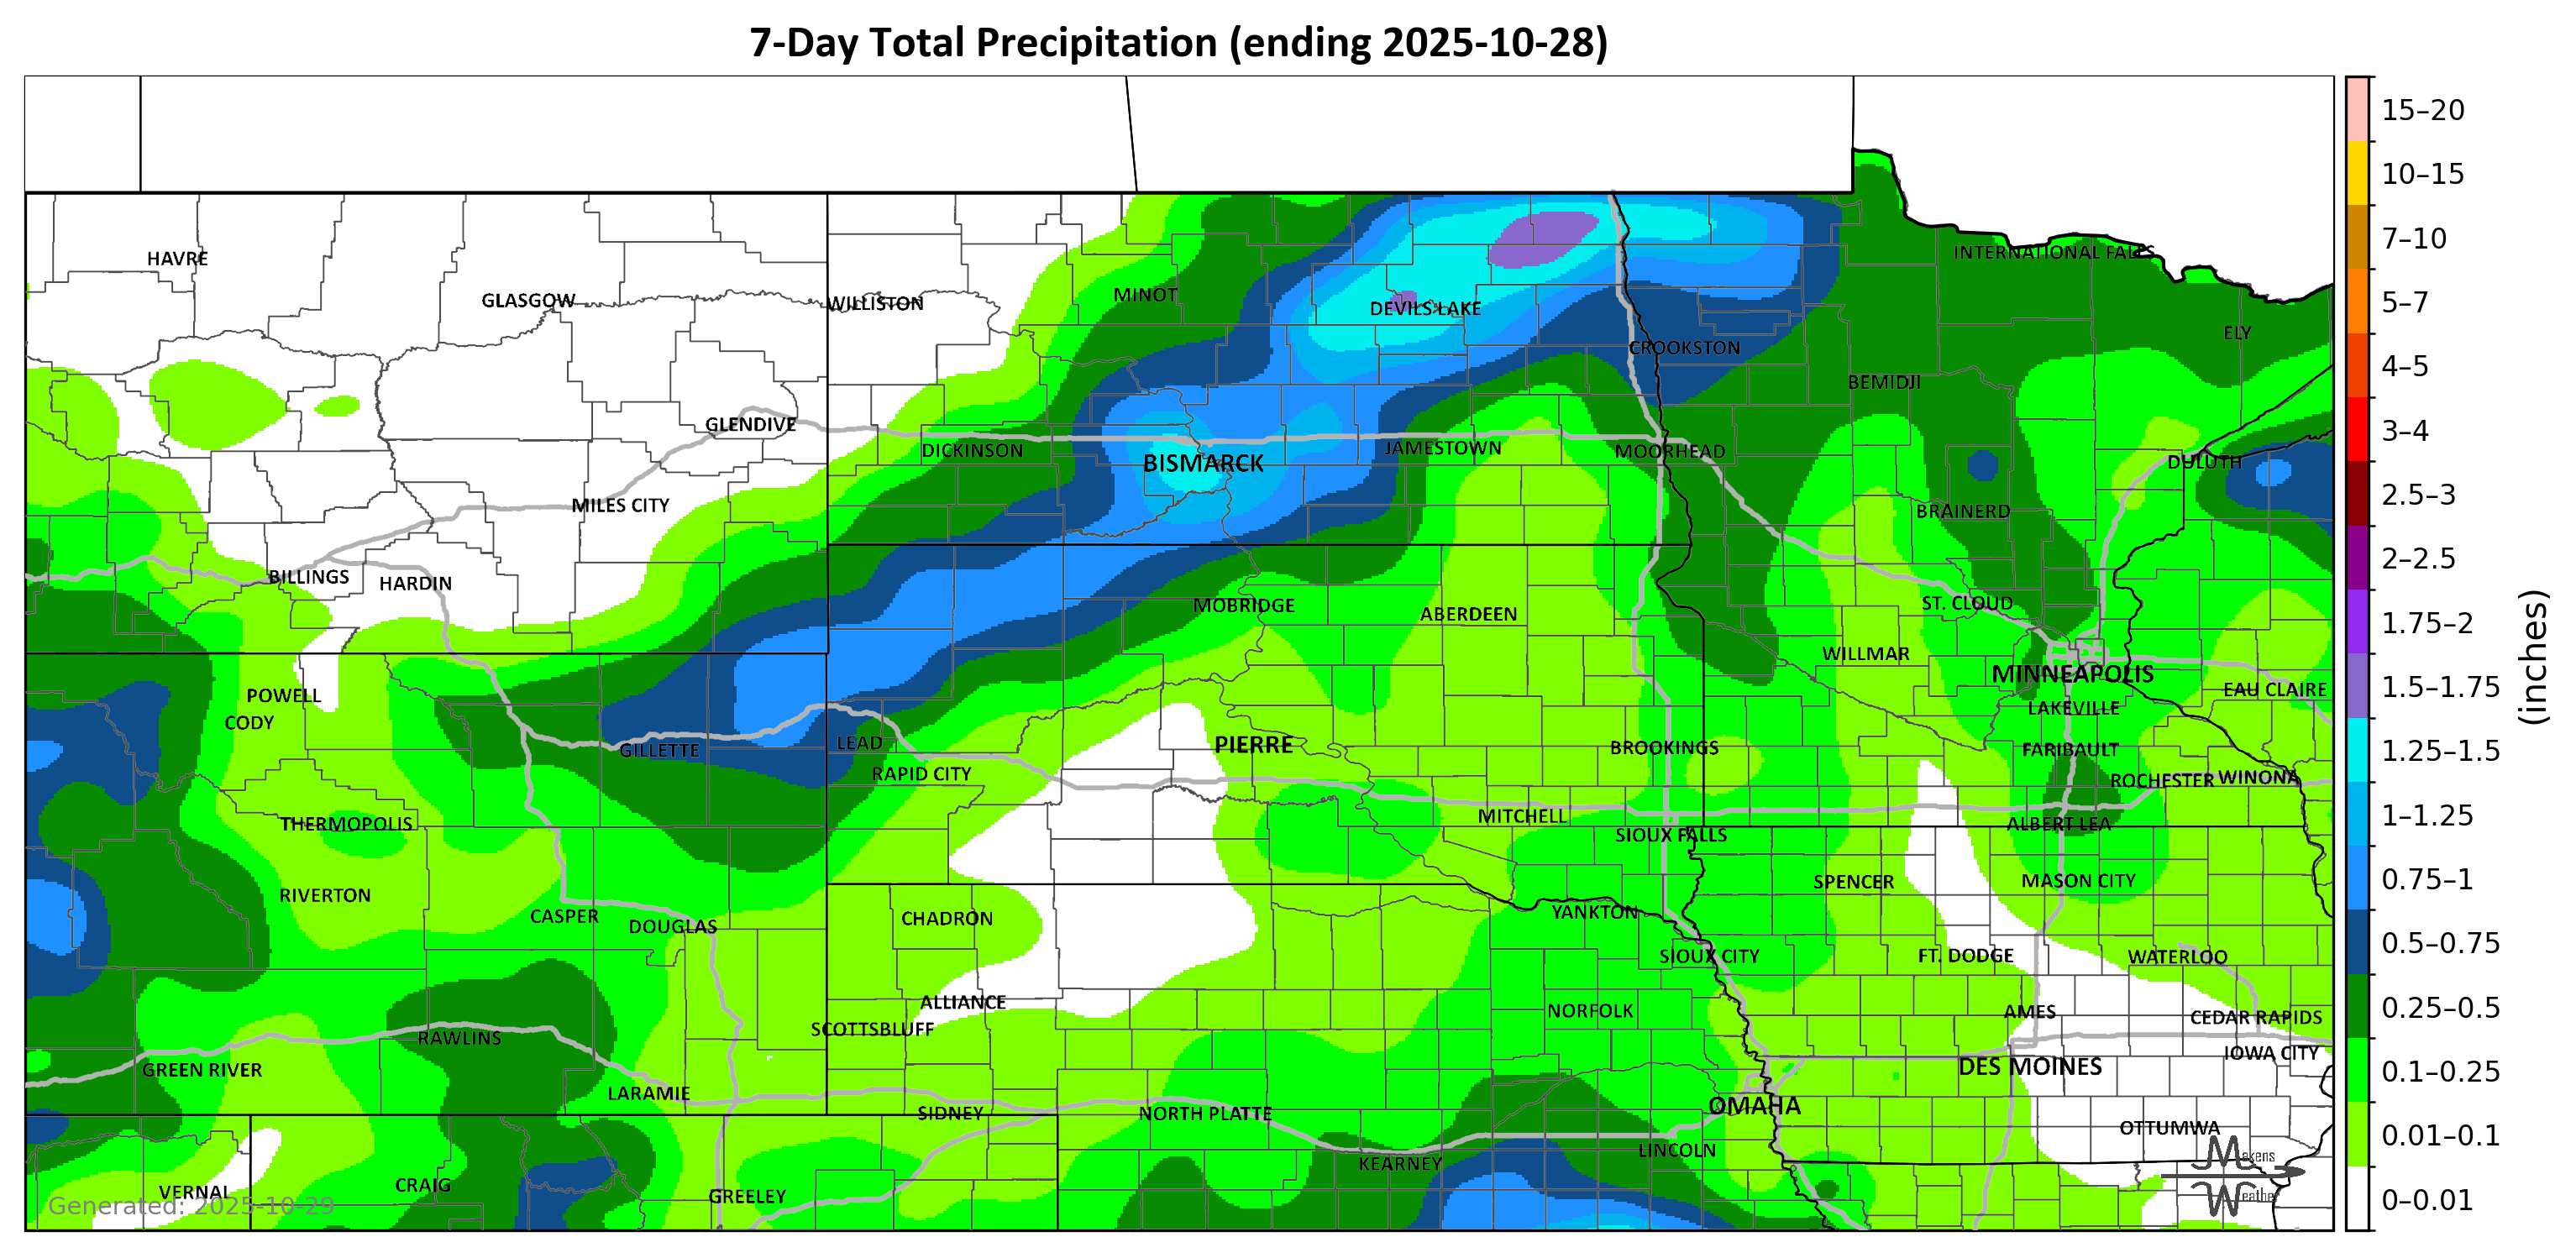 7-Day Total Precipitation (ending 2025-10-28)
15–20
10–15
7–10
5–7
4–5
3–4
2.5–3
2–2.5
1.75–2
1.5–1.75
1.25–1.5
1–1.25
0.75–1
0.5–0.75
0.25–0.5
0.1–0.25
0.01–0.1
0–0.01
(inches)
HAVRE
INTERNATIONAL FALLS
GLASGOW
WILLISTON
MINOT
DEVILS LAKE
ELY
CROOKSTON
BEMIDJI
GLENDIVE
DICKINSON
BISMARCK
JAMESTOWN
MOORHEAD
DULUTH
MILES CITY
BRAINERD
BILLINGS
HARDIN
MOBRIDGE
ABERDEEN
ST. CLOUD
WILLMAR
MINNEAPOLIS
POWELL
EAU CLAIRE
CODY
LAKEVILLE
GILLETTE
LEAD
PIERRE
BROOKINGS
FARIBAULT
RAPID CITY
ROCHESTER
WINONA
THERMOPOLIS
MITCHELL
ALBERT LEA
SIOUX FALLS
RIVERTON
SPENCER
MASON CITY
CASPER
DOUGLAS
CHADRON
YANKTON
SIOUX CITY
FT. DODGE
WATERLOO
ALLIANCE
NORFOLK
AMES
CEDAR RAPIDS
SCOTTSBLUFF
RAWLINS
IOWA CITY
GREEN RIVER
DES MOINES
LARAMIE
SIDNEY
NORTH PLATTE
OMAHA
OTTUMWA
LINCOLN
KEARNEY
VERNAL
CRAIG
GREELEY
Generated: 2025-10-29
Makens
Weather